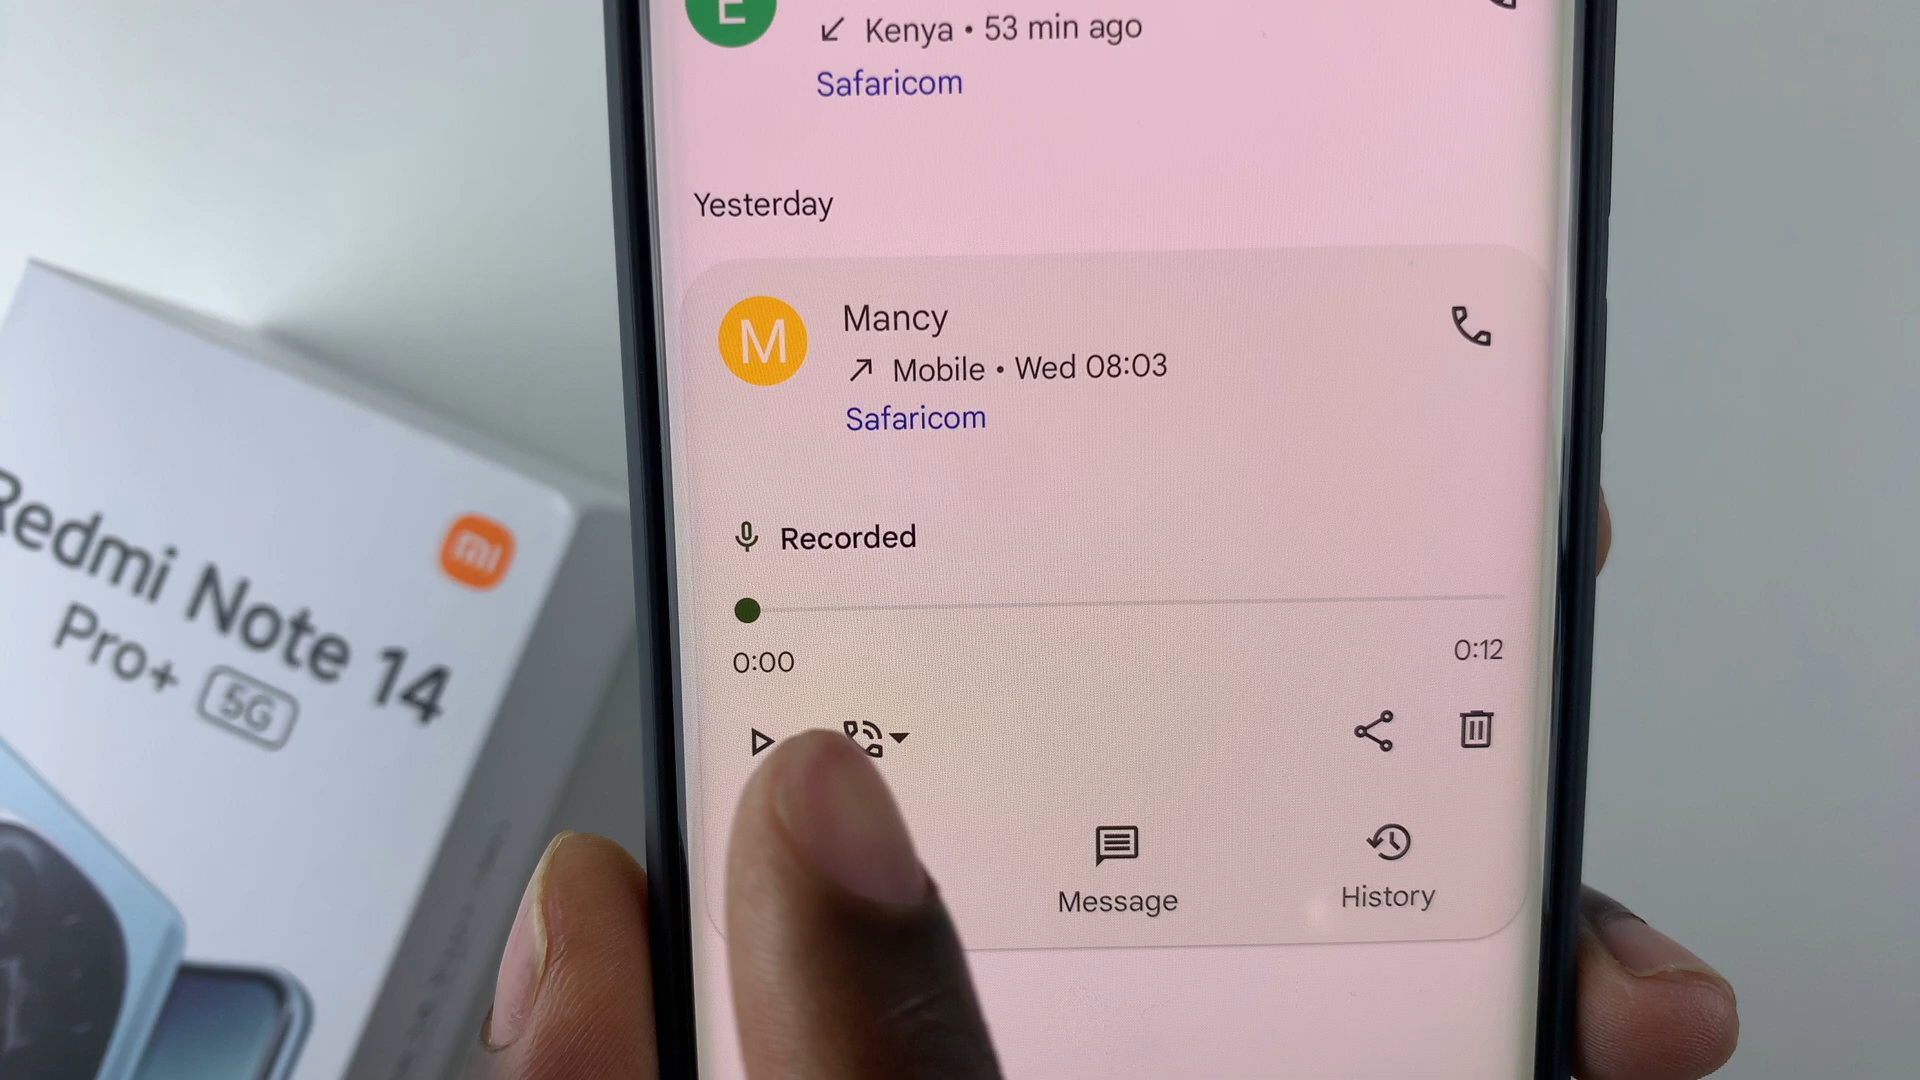 E
↙ Kenya • 53 min ago
Safaricom
Yesterday
M
Mancy
↗ Mobile • Wed 08:03
Safaricom
Recorded
0:00
0:12
Message
History
Redmi Note 14
Pro+ 5G
mi